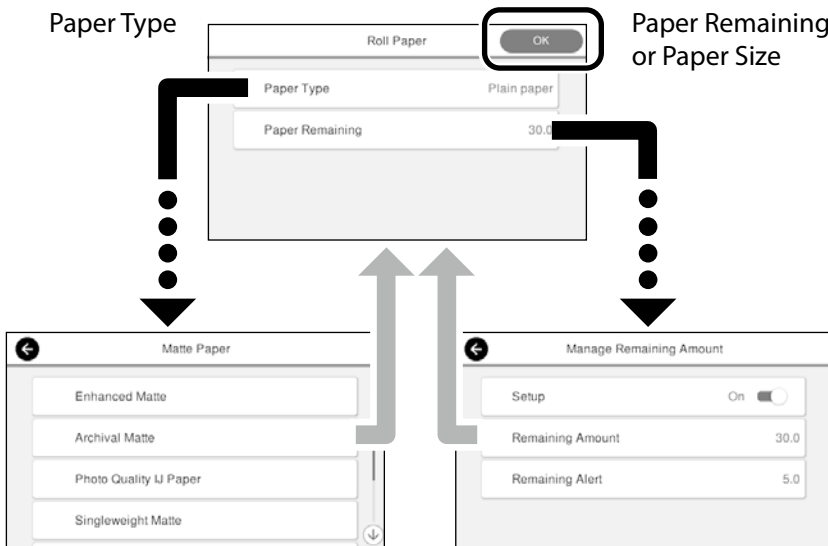 Paper Type
Roll Paper
OK
Paper Remaining
or Paper Size
Paper Type
Plain paper
Paper Remaining
30.0
Matte Paper
Enhanced Matte
Archival Matte
Photo Quality IJ Paper
Singleweight Matte
Manage Remaining Amount
Setup
On
Remaining Amount
30.0
Remaining Alert
5.0